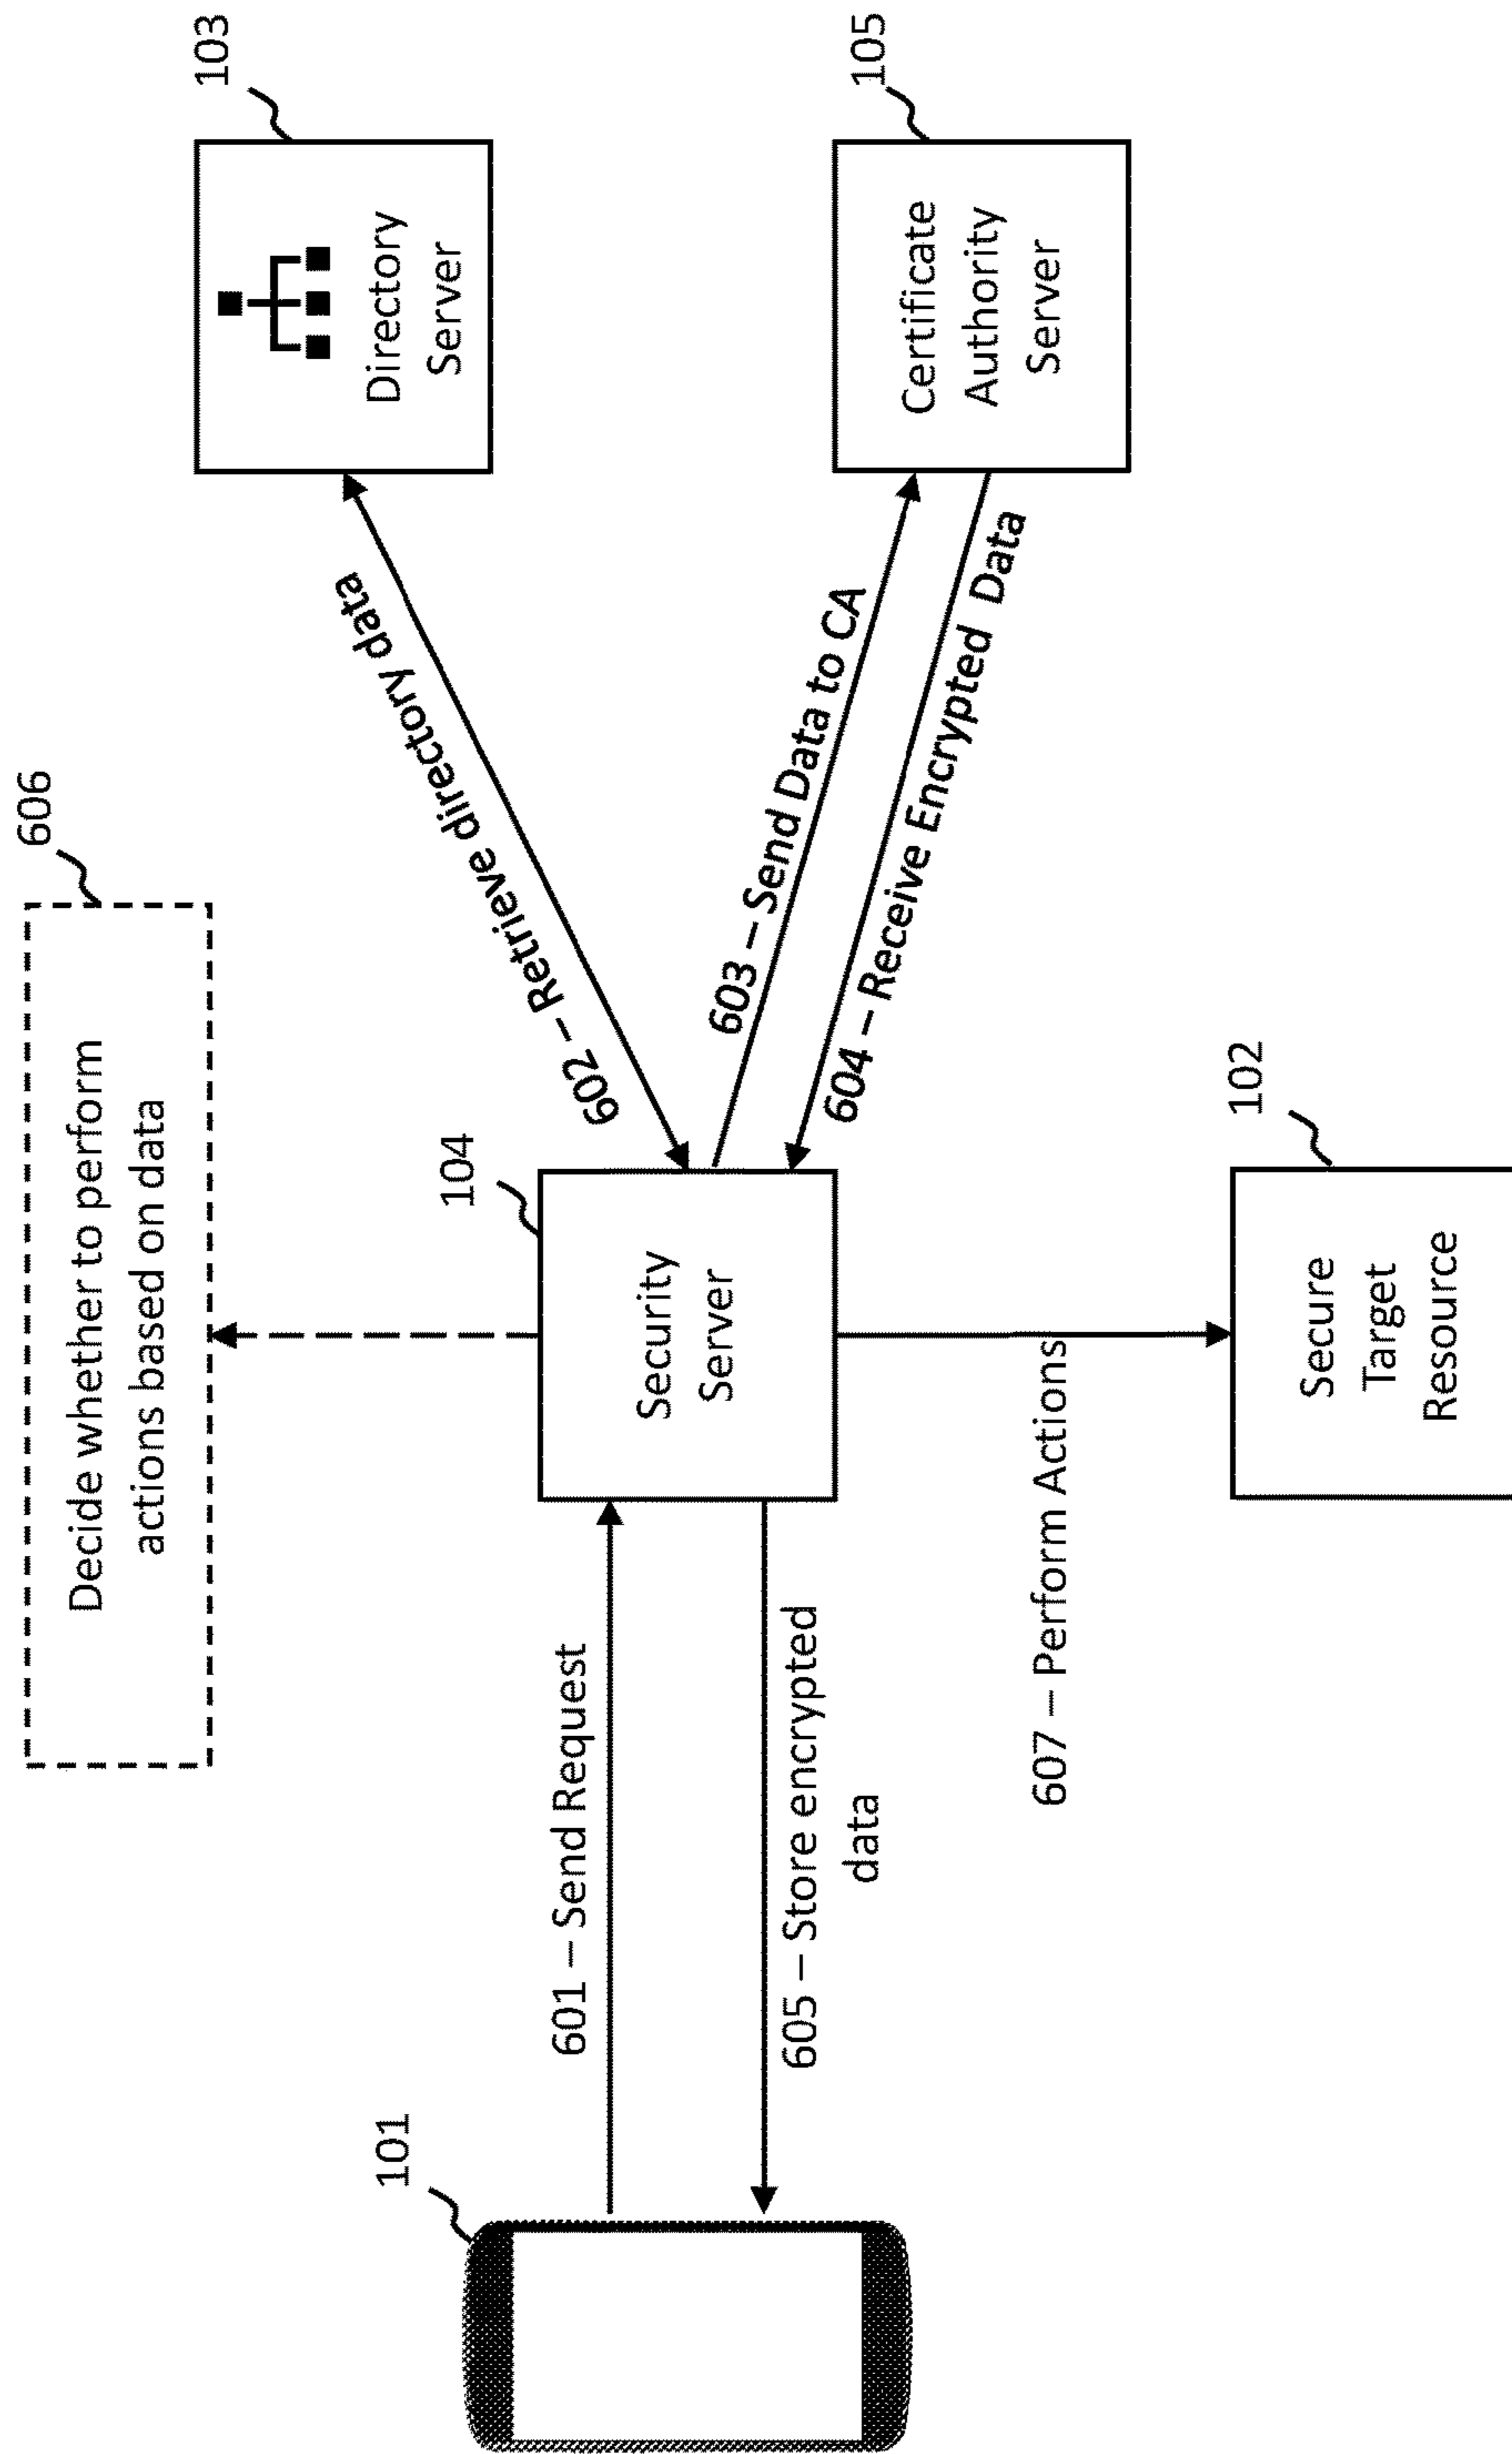 606
Decide whether to perform
actions based on data
103
Directory
Server
602 – Retrieve directory data
104
Security
Server
101
601 – Send Request
605 – Store encrypted
data
603 – Send Data to CA
604 – Receive Encrypted Data
105
Certificate
Authority
Server
607 – Perform Actions
102
Secure
Target
Resource